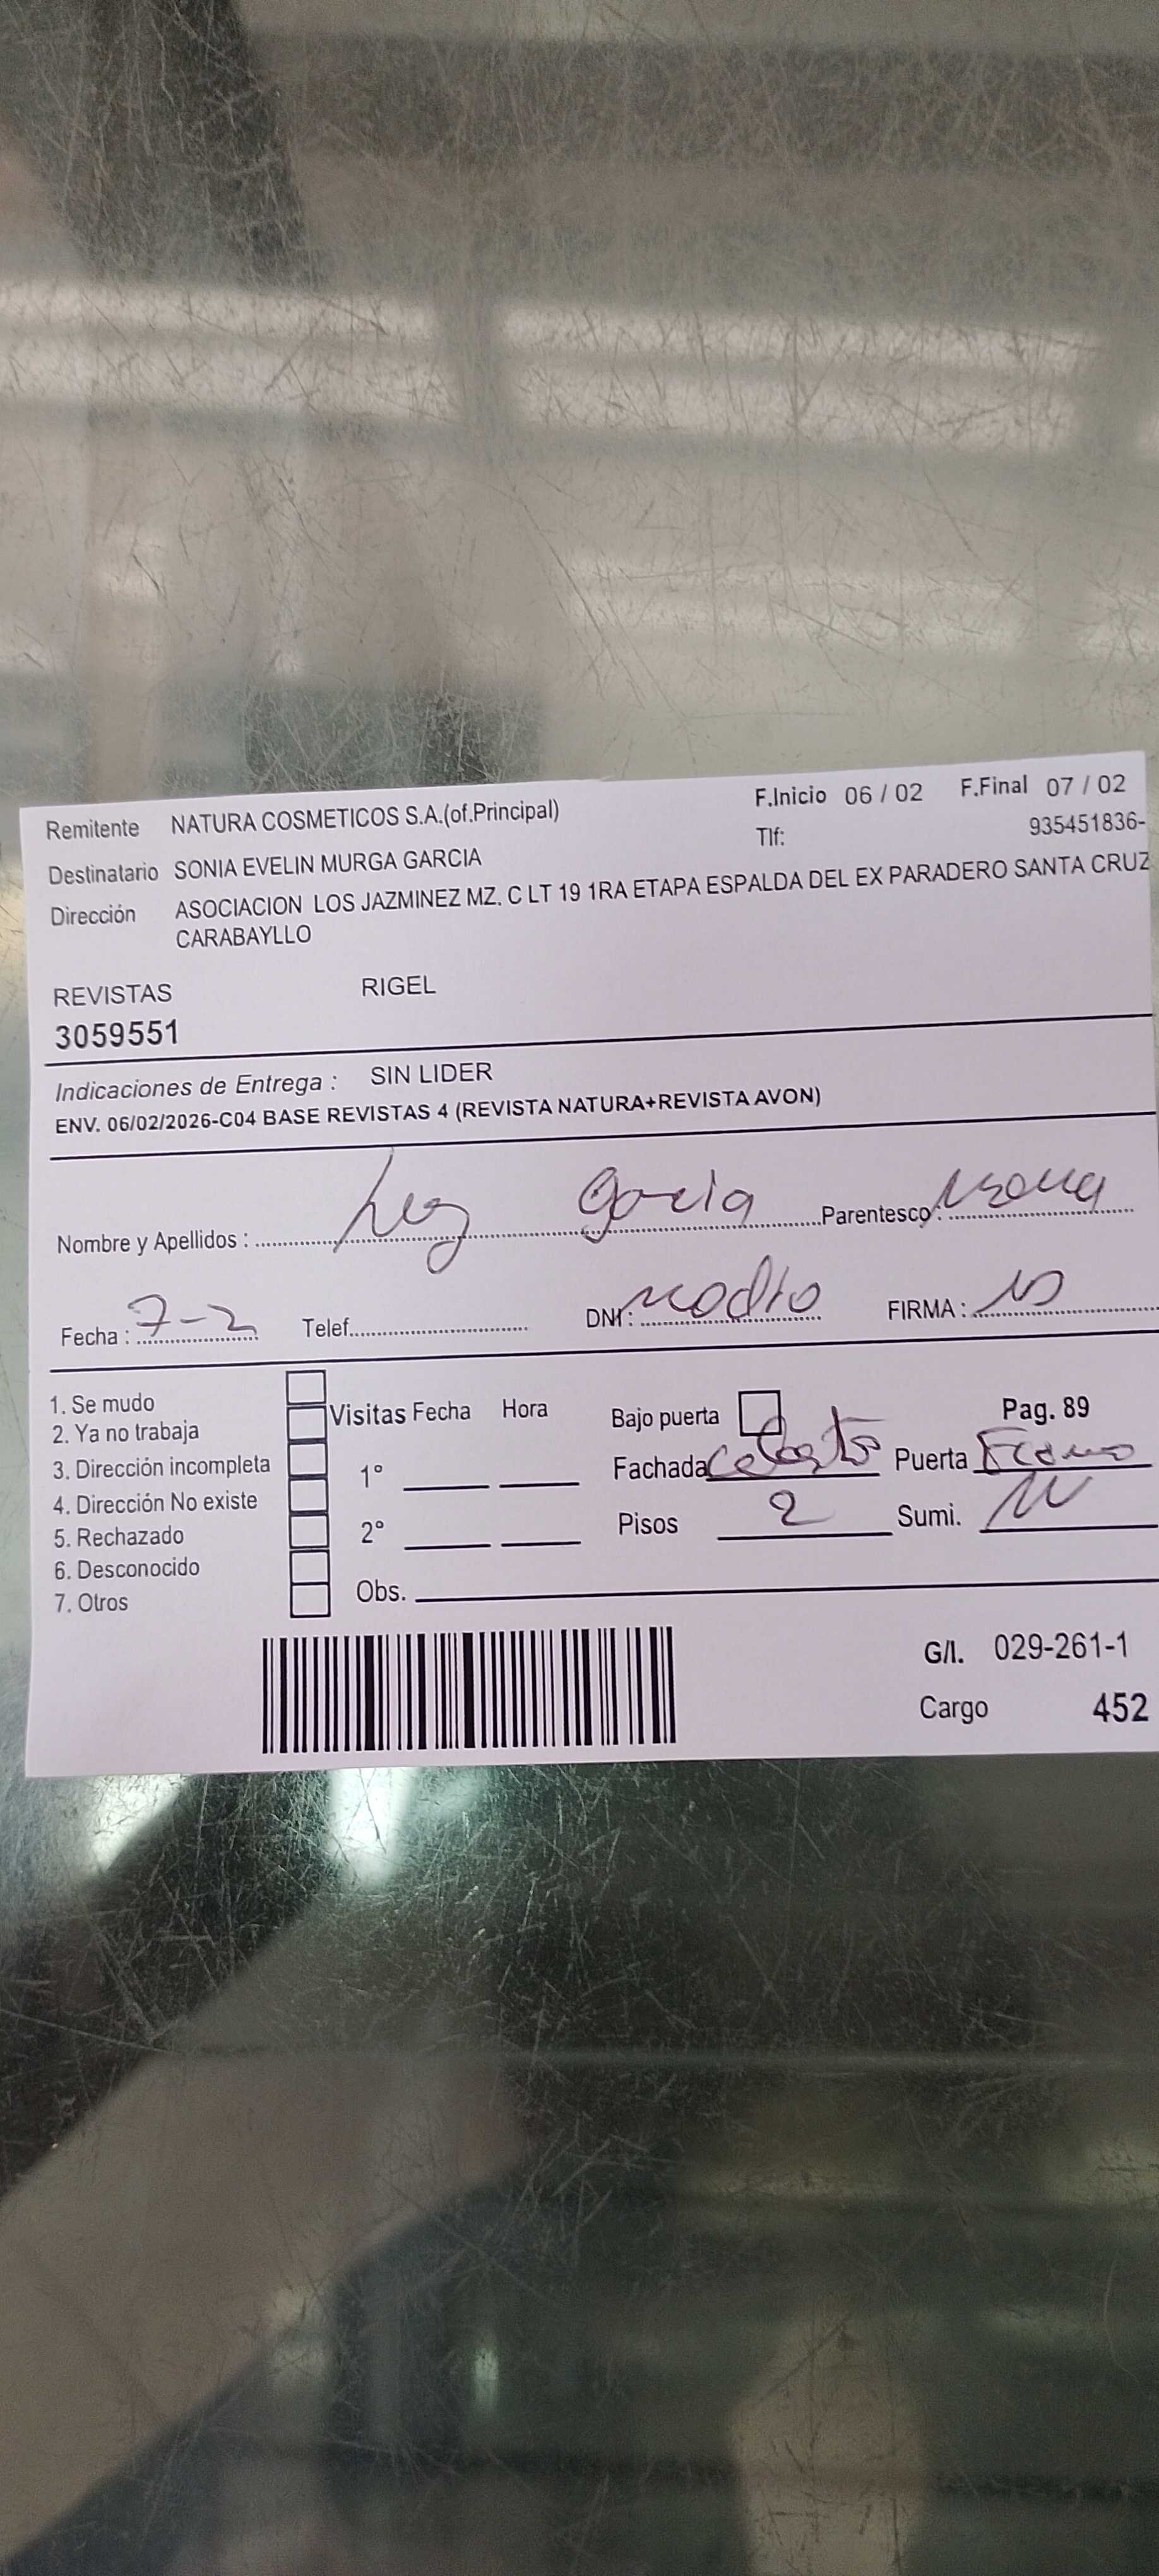 Remitente NATURA COSMETICOS S.A.(of.Principal) F.Inicio 06 / 02 F.Final 07 / 02
Tlf: 935451836-
Destinatario SONIA EVELIN MURGA GARCIA
Dirección ASOCIACION LOS JAZMINEZ MZ. C LT 19 1RA ETAPA ESPALDA DEL EX PARADERO SANTA CRUZ
CARABAYLLO
REVISTAS RIGEL
3059551
Indicaciones de Entrega : SIN LIDER
ENV. 06/02/2026-C04 BASE REVISTAS 4 (REVISTA NATURA+REVISTA AVON)
Nombre y Apellidos : Luz Garcia Parentesco :
Fecha : 7-2 Telef. DNI : no dio FIRMA :
1. Se mudo
2. Ya no trabaja
3. Dirección incompleta
4. Dirección No existe
5. Rechazado
6. Desconocido
7. Otros
Visitas Fecha Hora
1°
2°
Obs.
Bajo puerta Pag. 89
Fachada Celeste Puerta
Pisos 2 Sumi.
G/I. 029-261-1
Cargo 452